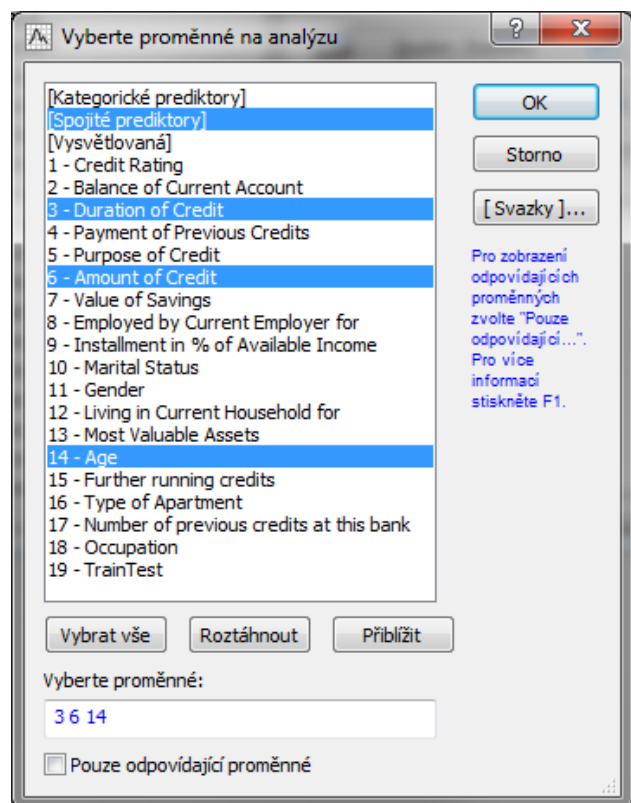 Vyberte proměnné na analýzu
?
[Kategorické prediktory]
[Spojité prediktory]
[Vysvětlovaná]
1 - Credit Rating
2 - Balance of Current Account
3 - Duration of Credit
4 - Payment of Previous Credits
5 - Purpose of Credit
6 - Amount of Credit
7 - Value of Savings
8 - Employed by Current Employer for
9 - Installment in % of Available Income
10 - Marital Status
11 - Gender
12 - Living in Current Household for
13 - Most Valuable Assets
14 - Age
15 - Further running credits
16 - Type of Apartment
17 - Number of previous credits at this bank
18 - Occupation
19 - TrainTest
OK
Storno
[ Svazky ]...
Pro zobrazení
odpovídajících
proměnných
zvolte "Pouze
odpovídající...".
Pro více
informací
stiskněte F1.
Vybrat vše
Roztáhnout
Přiblížit
Vyberte proměnné:
3 6 14
Pouze odpovídající proměnné